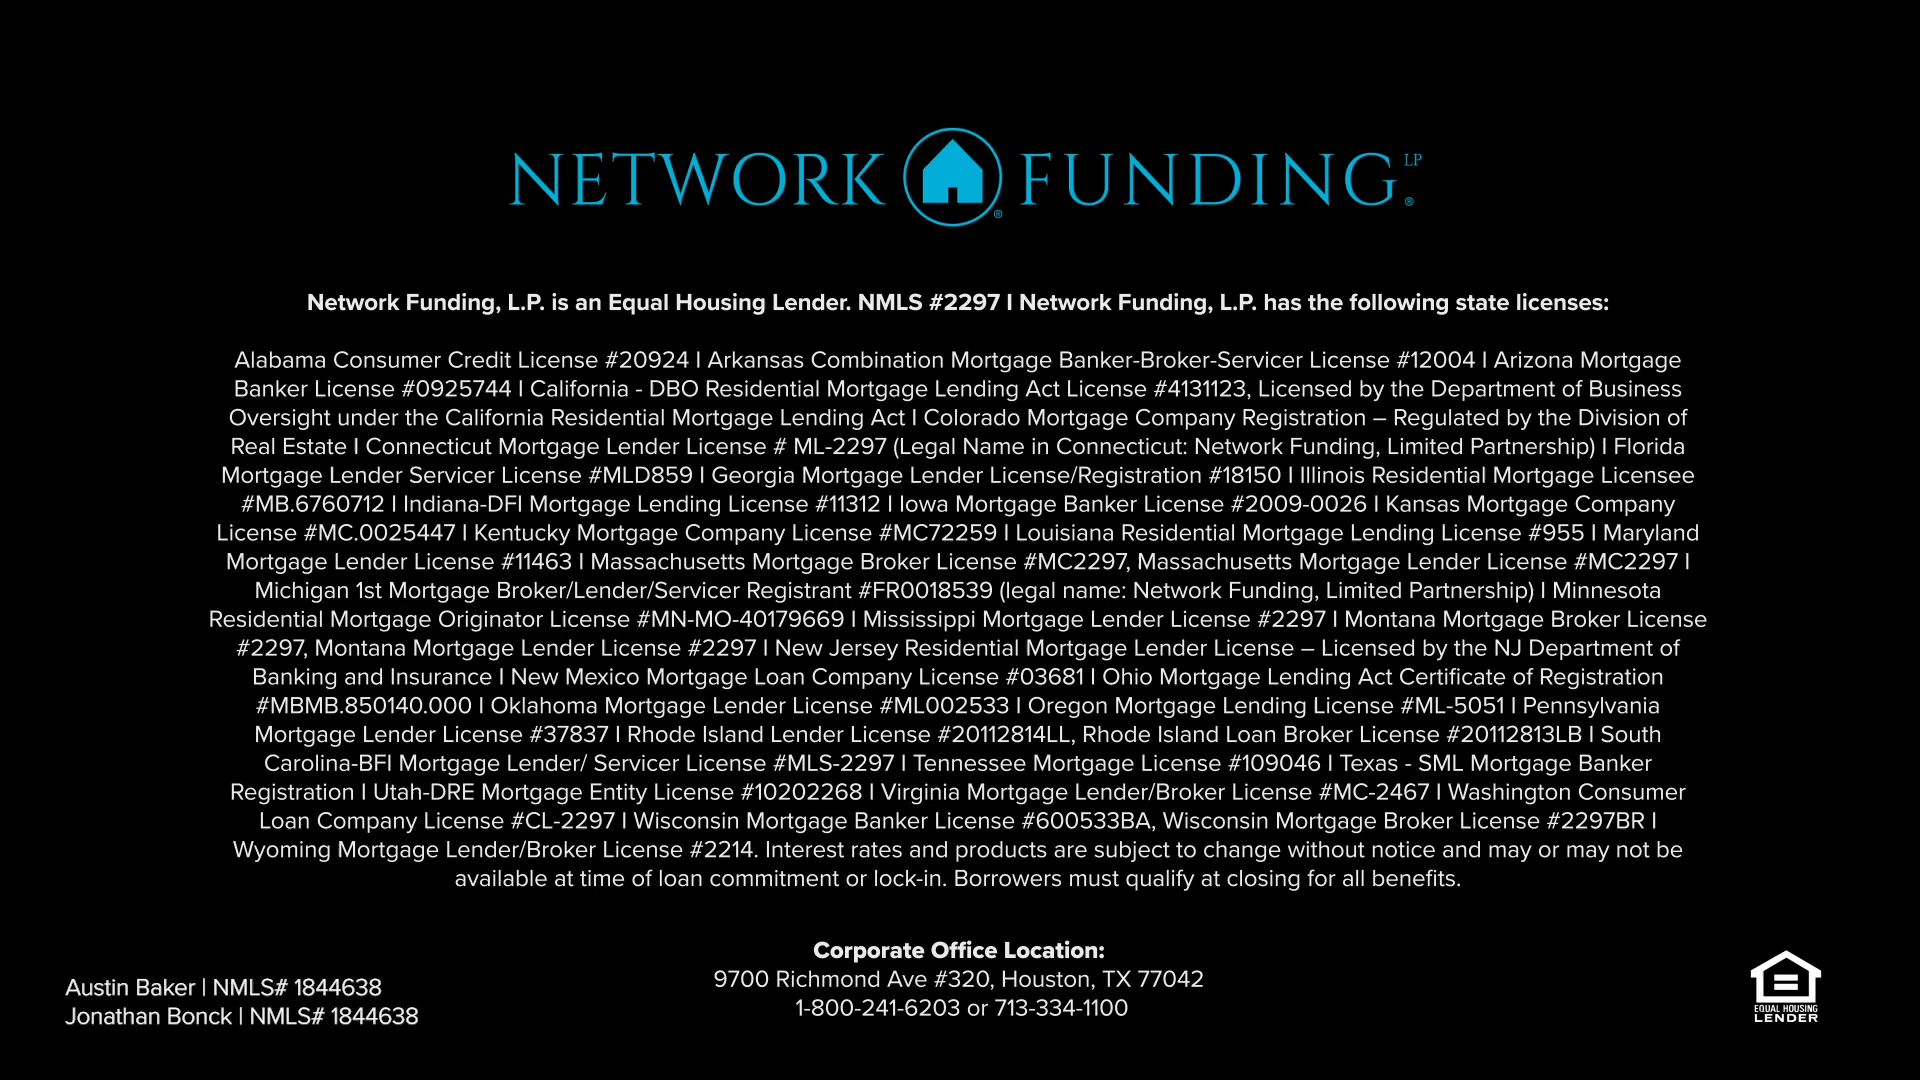 NETWORK FUNDING LP
Network Funding, L.P. is an Equal Housing Lender. NMLS #2297 I Network Funding, L.P. has the following state licenses:
Alabama Consumer Credit License #20924 I Arkansas Combination Mortgage Banker-Broker-Servicer License #12004 I Arizona Mortgage
Banker License #0925744 I California - DBO Residential Mortgage Lending Act License #4131123, Licensed by the Department of Business
Oversight under the California Residential Mortgage Lending Act I Colorado Mortgage Company Registration – Regulated by the Division of
Real Estate I Connecticut Mortgage Lender License # ML-2297 (Legal Name in Connecticut: Network Funding, Limited Partnership) I Florida
Mortgage Lender Servicer License #MLD859 I Georgia Mortgage Lender License/Registration #18150 I Illinois Residential Mortgage Licensee
#MB.6760712 I Indiana-DFI Mortgage Lending License #11312 I Iowa Mortgage Banker License #2009-0026 I Kansas Mortgage Company
License #MC.0025447 I Kentucky Mortgage Company License #MC72259 I Louisiana Residential Mortgage Lending License #955 I Maryland
Mortgage Lender License #11463 I Massachusetts Mortgage Broker License #MC2297, Massachusetts Mortgage Lender License #MC2297 I
Michigan 1st Mortgage Broker/Lender/Servicer Registrant #FR0018539 (legal name: Network Funding, Limited Partnership) I Minnesota
Residential Mortgage Originator License #MN-MO-40179669 I Mississippi Mortgage Lender License #2297 I Montana Mortgage Broker License
#2297, Montana Mortgage Lender License #2297 I New Jersey Residential Mortgage Lender License – Licensed by the NJ Department of
Banking and Insurance I New Mexico Mortgage Loan Company License #03681 I Ohio Mortgage Lending Act Certificate of Registration
#MBMB.850140.000 I Oklahoma Mortgage Lender License #ML002533 I Oregon Mortgage Lending License #ML-5051 I Pennsylvania
Mortgage Lender License #37837 I Rhode Island Lender License #20112814LL, Rhode Island Loan Broker License #20112813LB I South
Carolina-BFI Mortgage Lender/ Servicer License #MLS-2297 I Tennessee Mortgage License #109046 I Texas - SML Mortgage Banker
Registration I Utah-DRE Mortgage Entity License #10202268 I Virginia Mortgage Lender/Broker License #MC-2467 I Washington Consumer
Loan Company License #CL-2297 I Wisconsin Mortgage Banker License #600533BA, Wisconsin Mortgage Broker License #2297BR I
Wyoming Mortgage Lender/Broker License #2214. Interest rates and products are subject to change without notice and may or may not be
available at time of loan commitment or lock-in. Borrowers must qualify at closing for all benefits.
Corporate Office Location:
9700 Richmond Ave #320, Houston, TX 77042
1-800-241-6203 or 713-334-1100
Austin Baker | NMLS# 1844638
Jonathan Bonck | NMLS# 1844638
EQUAL HOUSING
LENDER